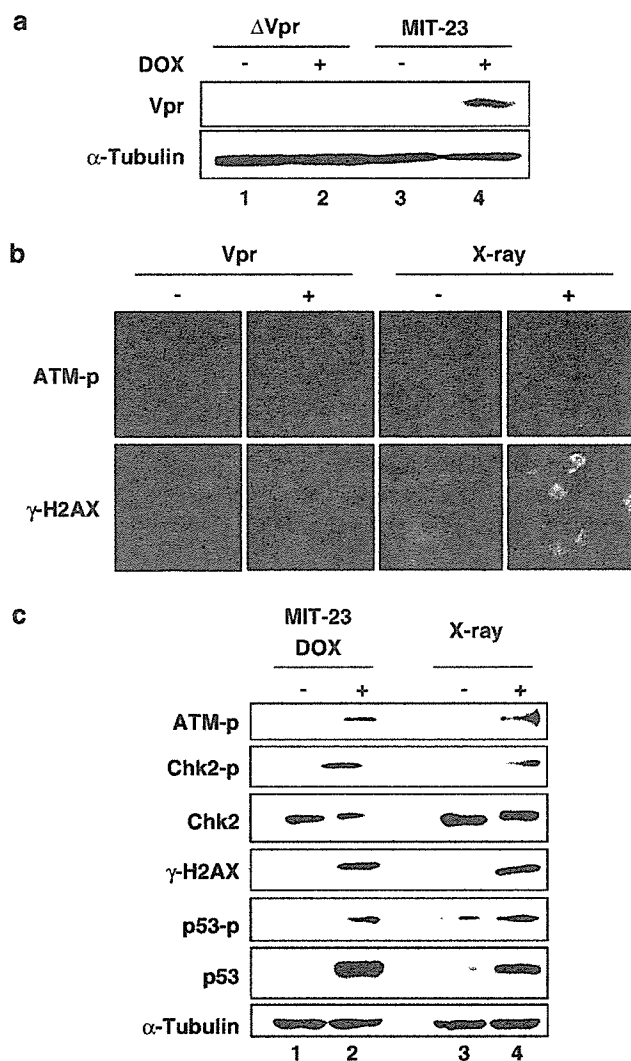 a
ΔVpr MIT-23
DOX - + - +
Vpr
α-Tubulin
1 2 3 4
b
Vpr X-ray
- + - +
ATM-p
γ-H2AX
c
MIT-23
DOX X-ray
- + - +
ATM-p
Chk2-p
Chk2
γ-H2AX
p53-p
p53
α-Tubulin
1 2 3 4